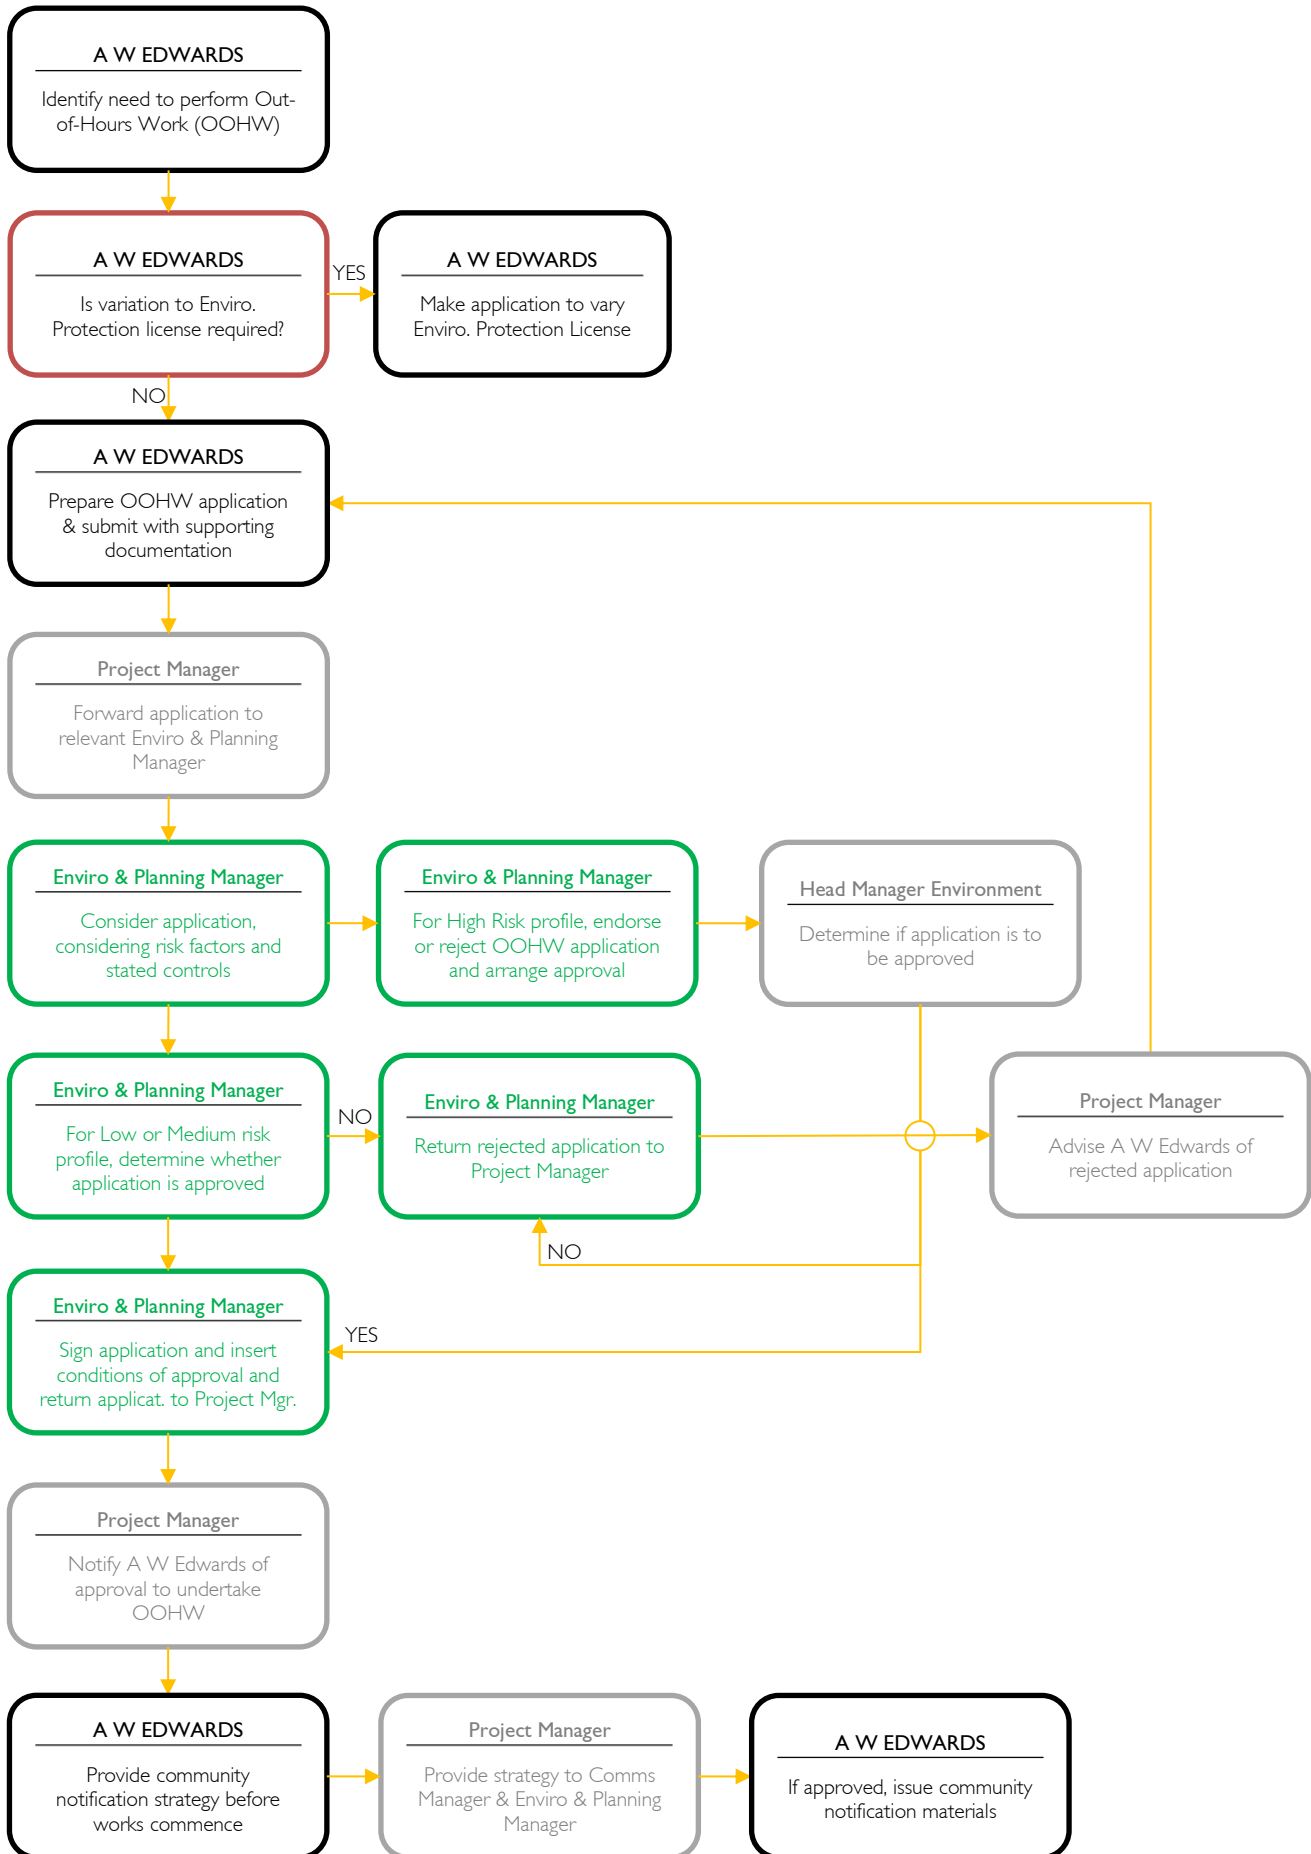 A W EDWARDS
Identify need to perform Out-
of-Hours Work (OOHW)
A W EDWARDS
Is variation to Enviro.
Protection license required?
YES
A W EDWARDS
Make application to vary
Enviro. Protection License
NO
A W EDWARDS
Prepare OOHW application
& submit with supporting
documentation
Project Manager
Forward application to
relevant Enviro & Planning
Manager
Enviro & Planning Manager
Consider application,
considering risk factors and
stated controls
Enviro & Planning Manager
For High Risk profile, endorse
or reject OOHW application
and arrange approval
Head Manager Environment
Determine if application is to
be approved
Enviro & Planning Manager
For Low or Medium risk
profile, determine whether
application is approved
NO
Enviro & Planning Manager
Return rejected application to
Project Manager
Project Manager
Advise A W Edwards of
rejected application
NO
Enviro & Planning Manager
Sign application and insert
conditions of approval and
return applicat. to Project Mgr.
YES
Project Manager
Notify A W Edwards of
approval to undertake
OOHW
A W EDWARDS
Provide community
notification strategy before
works commence
Project Manager
Provide strategy to Comms
Manager & Enviro & Planning
Manager
A W EDWARDS
If approved, issue community
notification materials